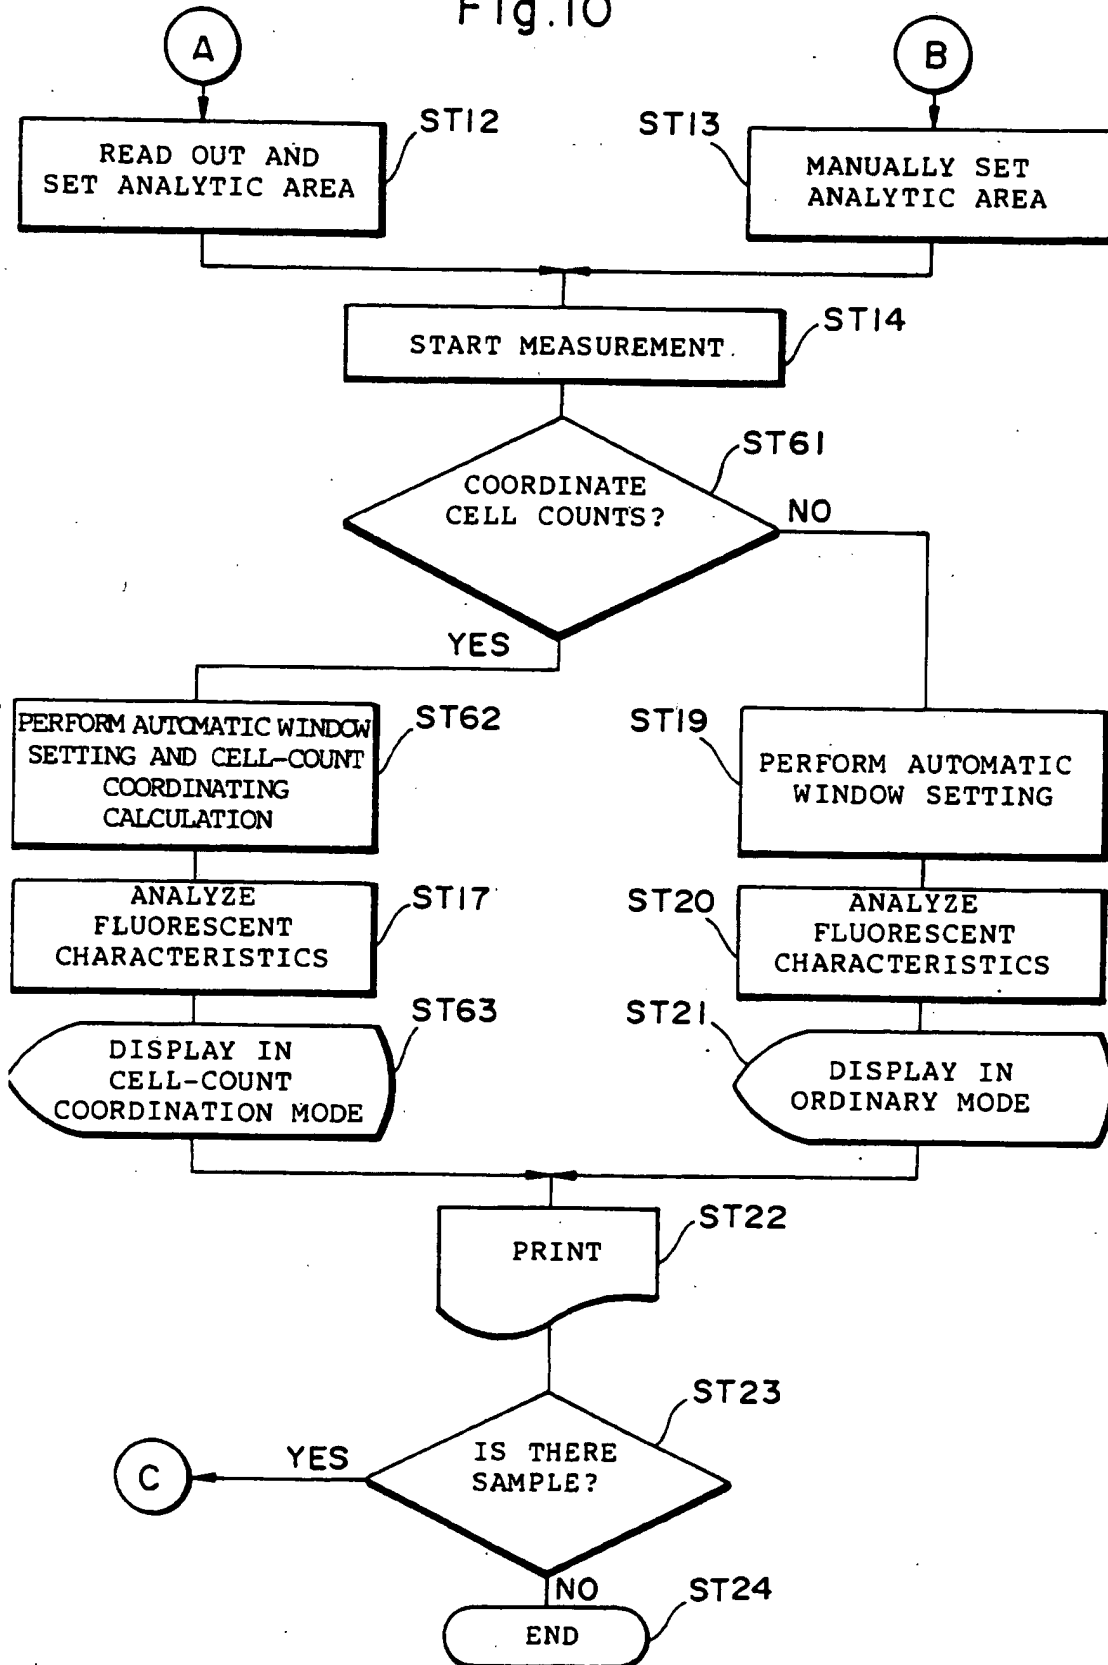 Fig.10
A
B
ST12
ST13
READ OUT AND
SET ANALYTIC AREA
MANUALLY SET
ANALYTIC AREA
ST14
START MEASUREMENT
ST61
COORDINATE
CELL COUNTS?
NO
YES
ST62
PERFORM AUTOMATIC WINDOW
SETTING AND CELL-COUNT
COORDINATING
CALCULATION
ST19
PERFORM AUTOMATIC
WINDOW SETTING
ST17
ANALYZE
FLUORESCENT
CHARACTERISTICS
ST20
ANALYZE
FLUORESCENT
CHARACTERISTICS
ST63
DISPLAY IN
CELL-COUNT
COORDINATION MODE
ST21
DISPLAY IN
ORDINARY MODE
ST22
PRINT
ST23
IS THERE
SAMPLE?
YES
C
NO
ST24
END